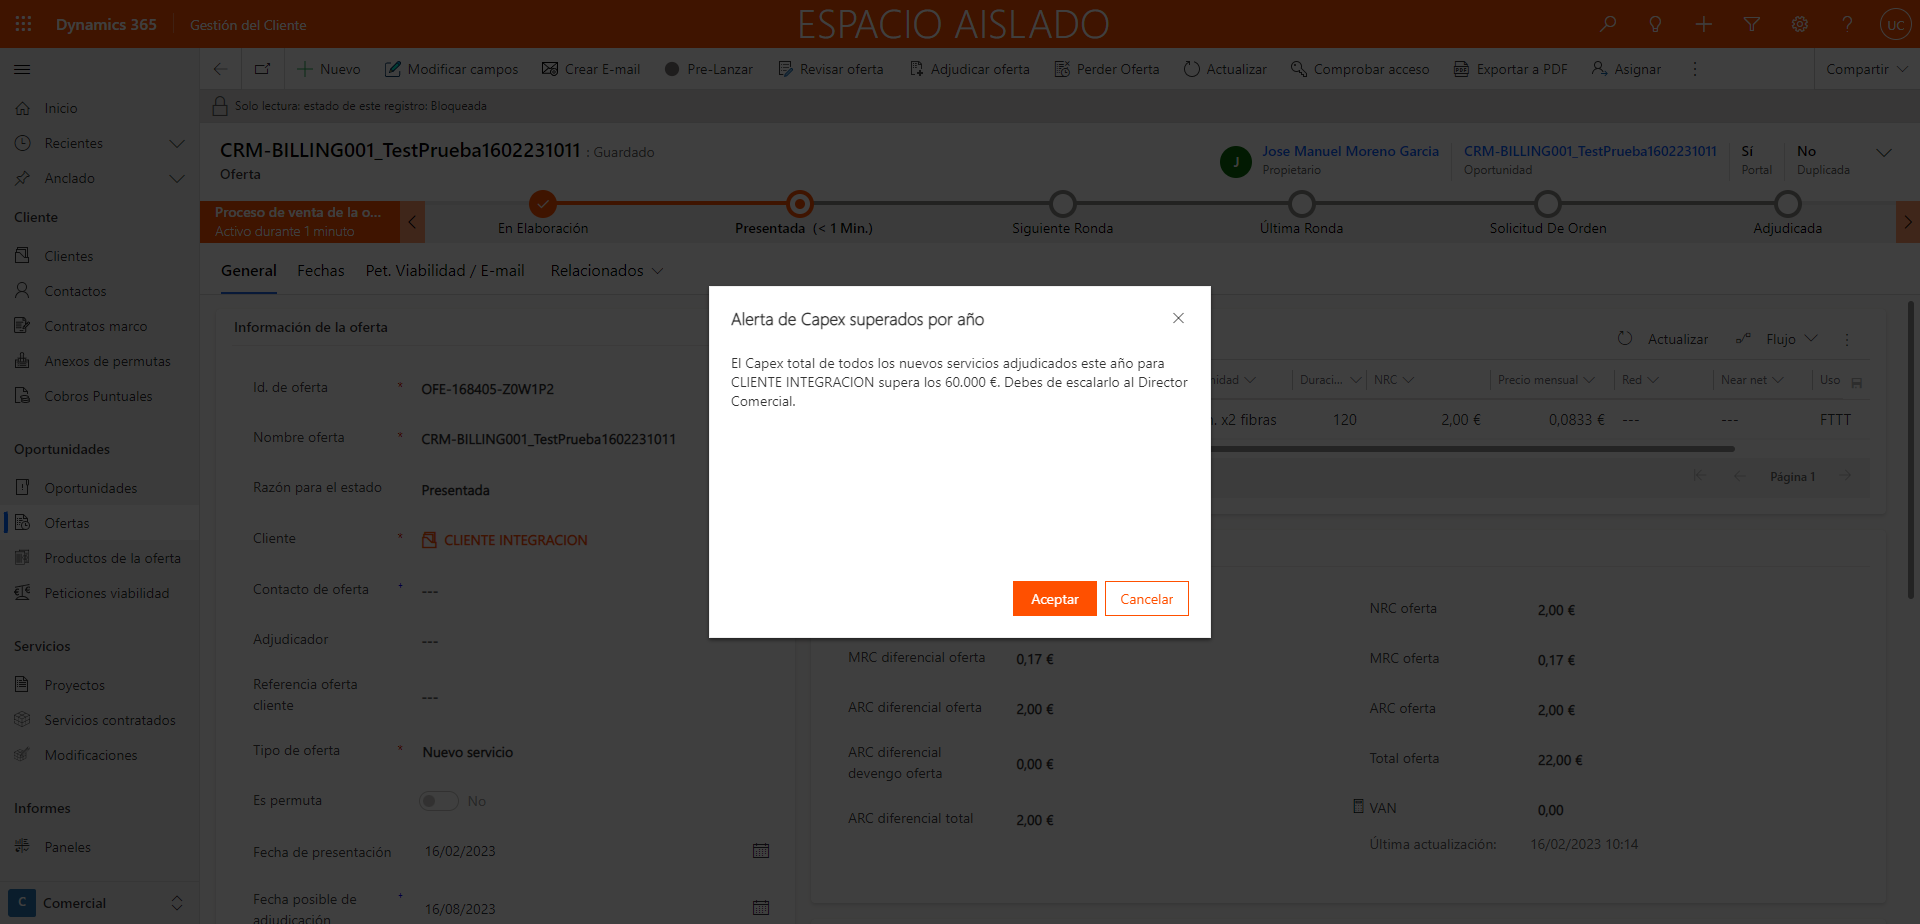 Dynamics 365
Gestión del Cliente
ESPACIO AISLADO
UC
Nuevo
Modificar campos
Crear E-mail
Pre-Lanzar
Revisar oferta
Adjudicar oferta
Perder Oferta
Actualizar
Comprobar acceso
Exportar a PDF
Asignar
Compartir
Solo lectura: estado de este registro: Bloqueada
Inicio
Recientes
Anclado
Cliente
Clientes
Contactos
Contratos marco
Anexos de permutas
Cobros Puntuales
Oportunidades
Oportunidades
Ofertas
Productos de la oferta
Peticiones viabilidad
Servicios
Proyectos
Servicios contratados
Modificaciones
Informes
Paneles
C Comercial
CRM-BILLING001_TestPrueba1602231011 : Guardado
Oferta
J
Jose Manuel Moreno Garcia
Propietario
CRM-BILLING001_TestPrueba1602231011
Oportunidad
Sí
Portal
No
Duplicada
Proceso de venta de la o...
Activo durante 1 minuto
En Elaboración
Presentada (< 1 Min.)
Siguiente Ronda
Última Ronda
Solicitud De Orden
Adjudicada
General
Fechas
Pet. Viabilidad / E-mail
Relacionados
Información de la oferta
Id. de oferta * OFE-168405-Z0W1P2
Nombre oferta * CRM-BILLING001_TestPrueba1602231011
Razón para el estado Presentada
Cliente * CLIENTE INTEGRACION
Contacto de oferta + ---
Adjudicador ---
Referencia oferta
cliente ---
Tipo de oferta * Nuevo servicio
Es permuta No
Fecha de presentación 16/02/2023
Fecha posible de + 16/08/2023
adjudicación
Alerta de Capex superados por año
El Capex total de todos los nuevos servicios adjudicados este año para
CLIENTE INTEGRACION supera los 60.000 €. Debes de escalarlo al Director
Comercial.
Aceptar
Cancelar
Actualizar
Flujo
nidad Duraci... NRC Precio mensual Red Near net Uso
. x2 fibras 120 2,00 € 0,0833 € --- --- FTTT
Página 1
MRC diferencial oferta 0,17 €
ARC diferencial oferta 2,00 €
ARC diferencial
devengo oferta 0,00 €
ARC diferencial total 2,00 €
NRC oferta 2,00 €
MRC oferta 0,17 €
ARC oferta 2,00 €
Total oferta 22,00 €
VAN 0,00
Última actualización: 16/02/2023 10:14